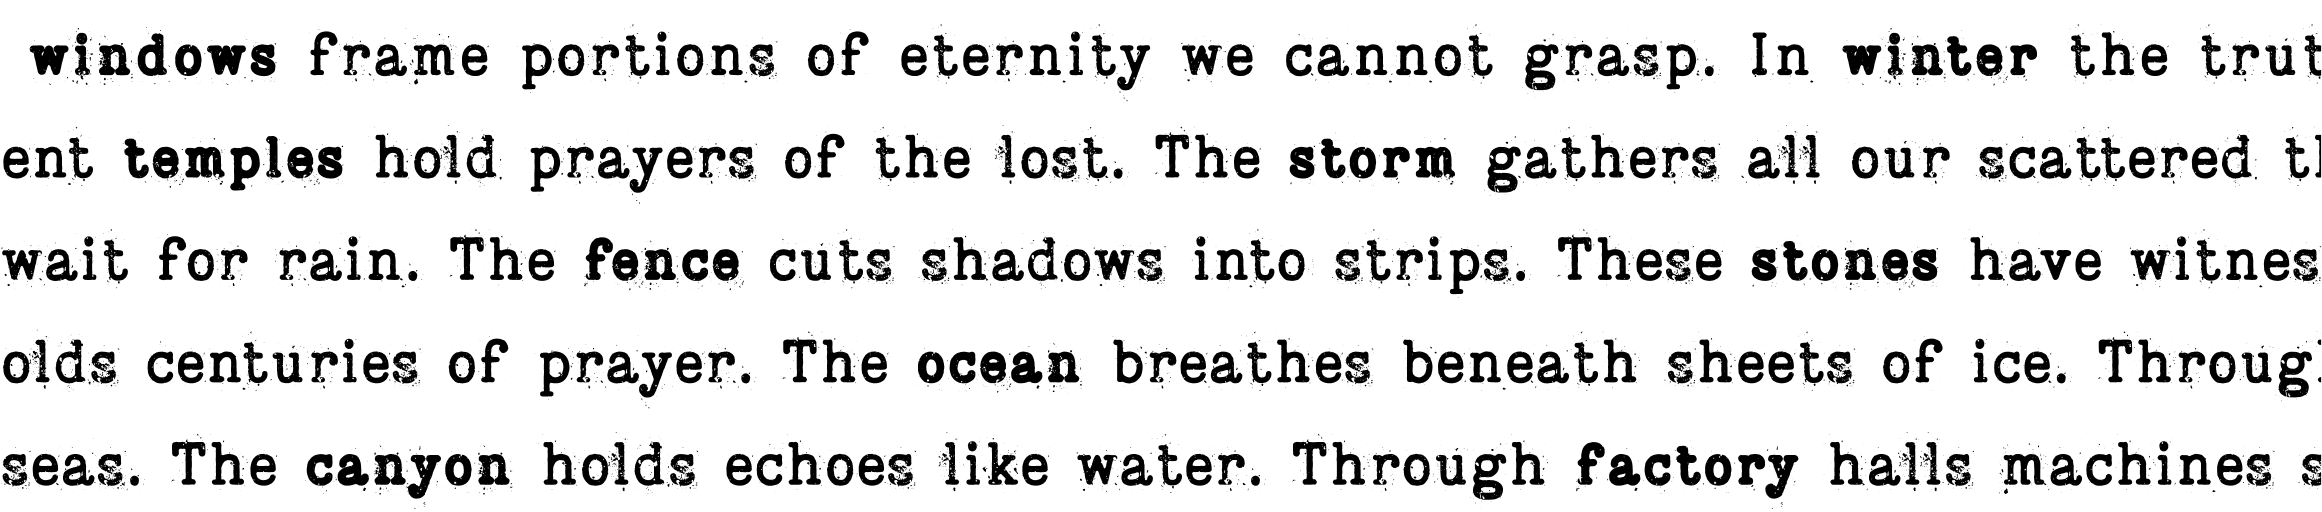 windows frame portions of eternity we cannot grasp. In winter the trut
ent temples hold prayers of the lost. The storm gathers all our scattered th
wait for rain. The fence cuts shadows into strips. These stones have witnes
olds centuries of prayer. The ocean breathes beneath sheets of ice. Through
seas. The canyon holds echoes like water. Through factory halls machines s